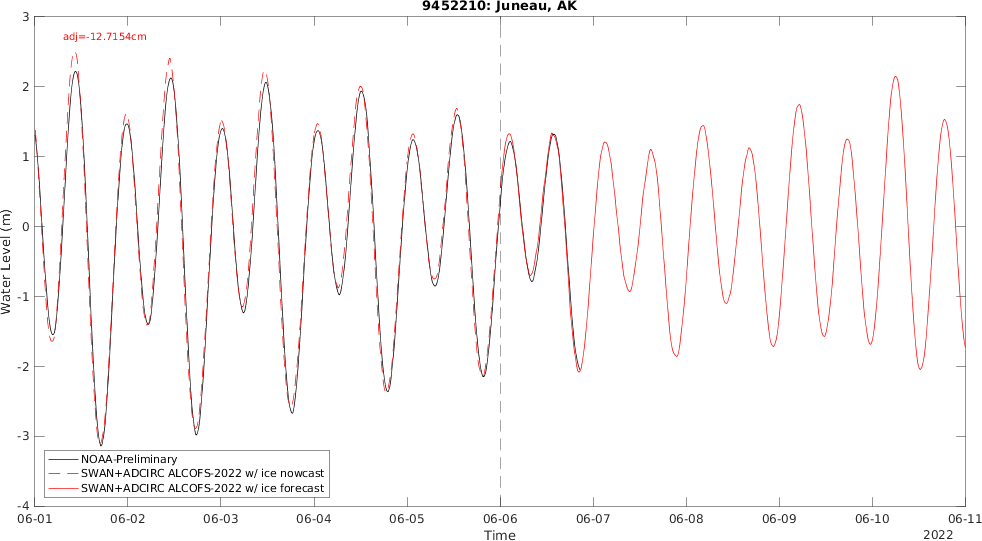 9452210: Juneau, AK
adj=-12.7154cm
Water Level (m)
3
2
1
0
-1
-2
-3
-4
NOAA-Preliminary
SWAN+ADCIRC ALCOFS-2022 w/ ice nowcast
SWAN+ADCIRC ALCOFS-2022 w/ ice forecast
06-01 06-02 06-03 06-04 06-05 06-06 06-07 06-08 06-09 06-10 06-11
Time
2022